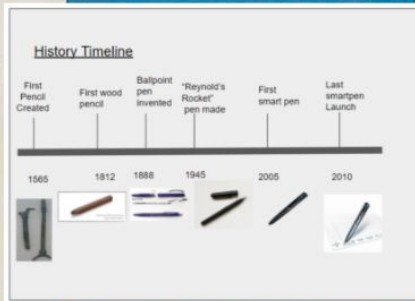 History Timeline
First
Pencil
Created
First wood
pencil
Ballpoint
pen
invented
"Reynold's
Rocket"
pen made
First
smart pen
Last
smartpen
Launch
1565
1812
1888
1945
2005
2010